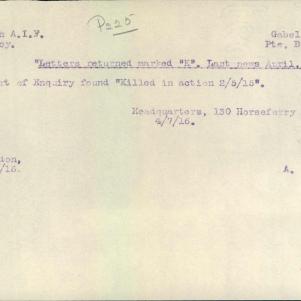 A.I.F. P225 Gabel
oy. Pte. D
"Letters returned marked "K". Last news April.
rt of Enquiry found "Killed in action 2/5/15".
Headquarters, 130 Horseferry
4/7/16.
ion,
/16. A.